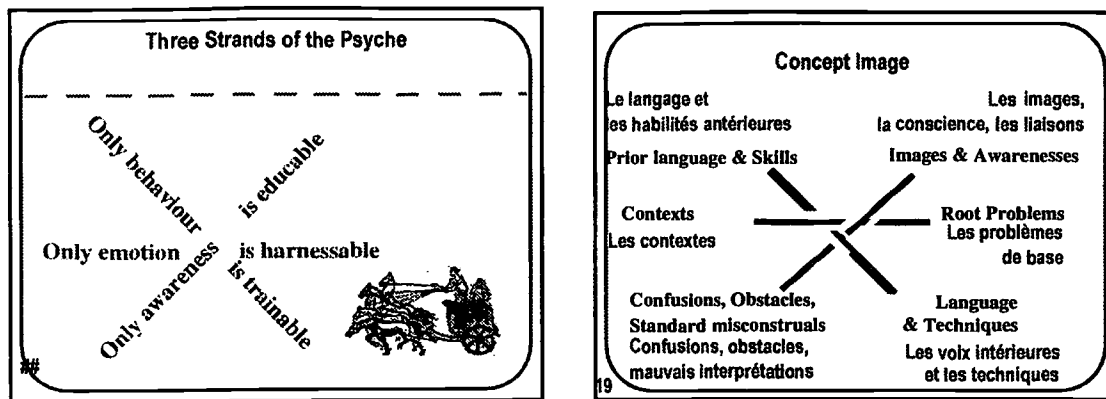 Three Strands of the Psyche
Only behaviour
is trainable
Only emotion
is harnessable
Only awareness
is educable
##
Concept Image
Le langage et
les habilités antérieures
Prior language & Skills
Les images,
la conscience, les liaisons
Images & Awarenesses
Contexts
Les contextes
Root Problems
Les problèmes
de base
Confusions, Obstacles,
Standard misconstruals
Confusions, obstacles,
mauvais interprétations
Language
& Techniques
Les voix intérieures
et les techniques
19